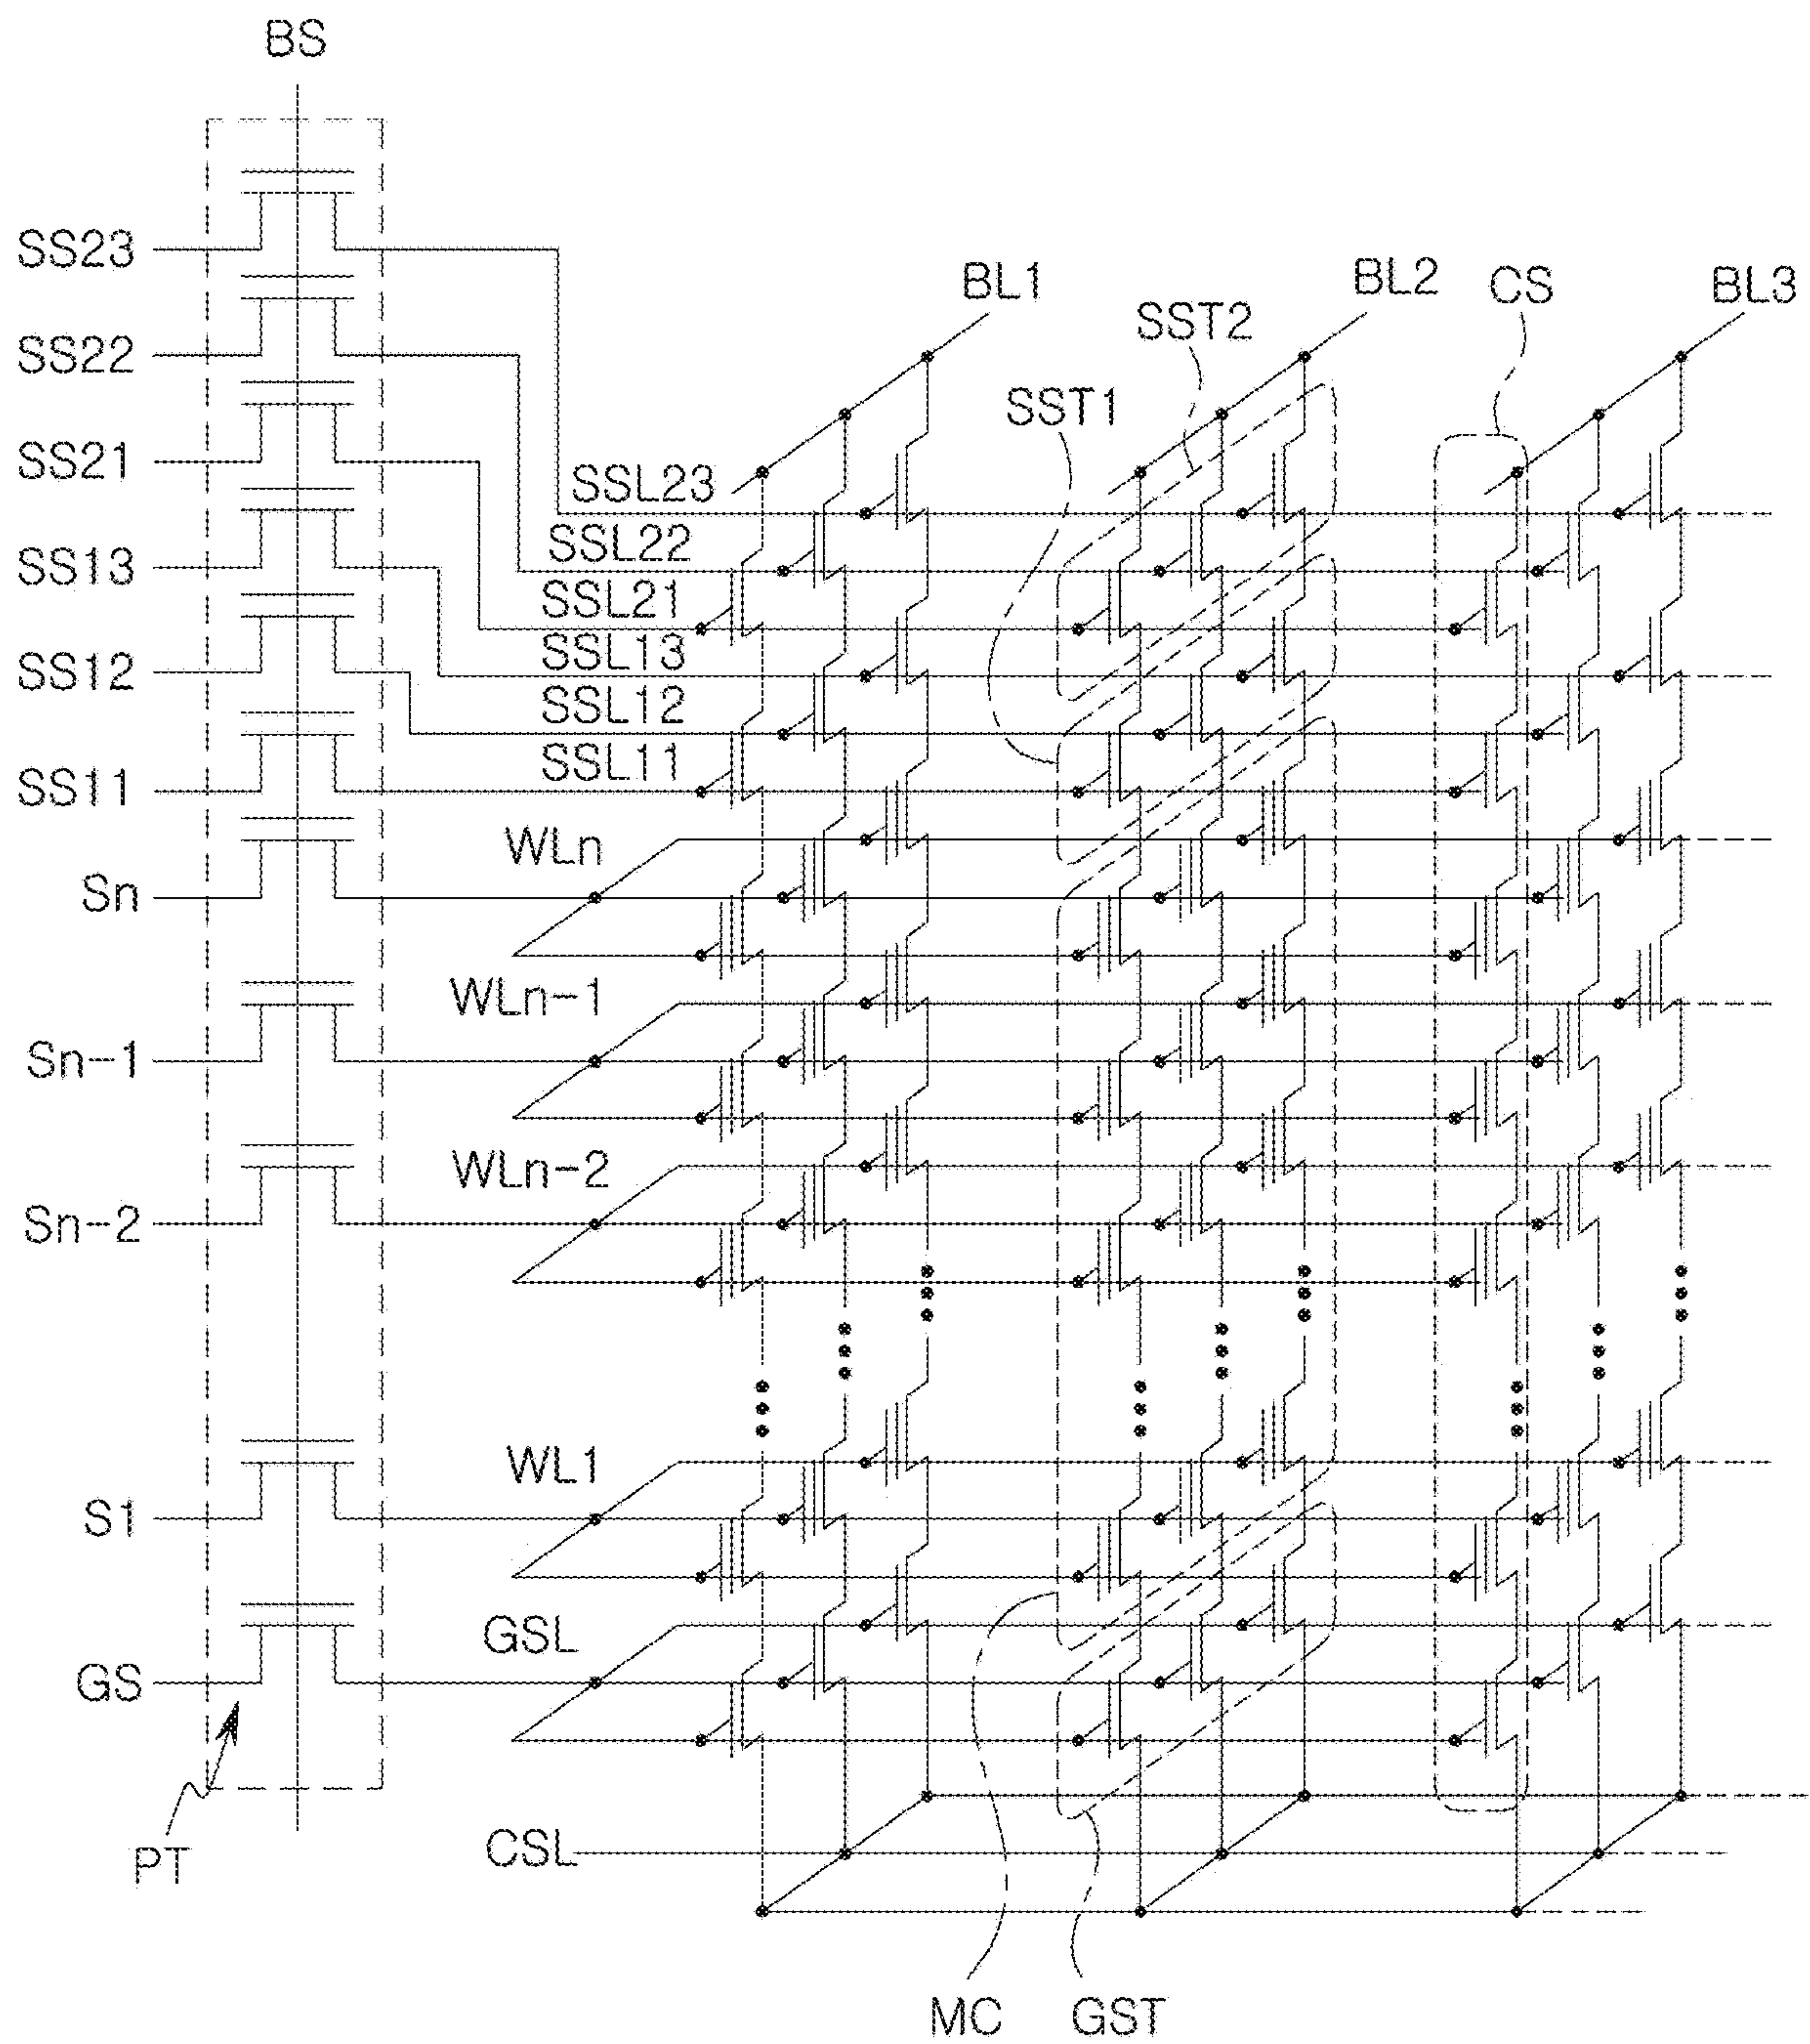 BS
SS23
BL1
BL2
CS
BL3
SST2
SS22
SST1
SS21
SSL23
SSL22
SS13
SSL21
SSL13
SS12
SSL12
SSL11
SS11
WLn
Sn
WLn-1
Sn-1
WLn-2
Sn-2
WL1
S1
GSL
GS
PT
CSL
MC
GST